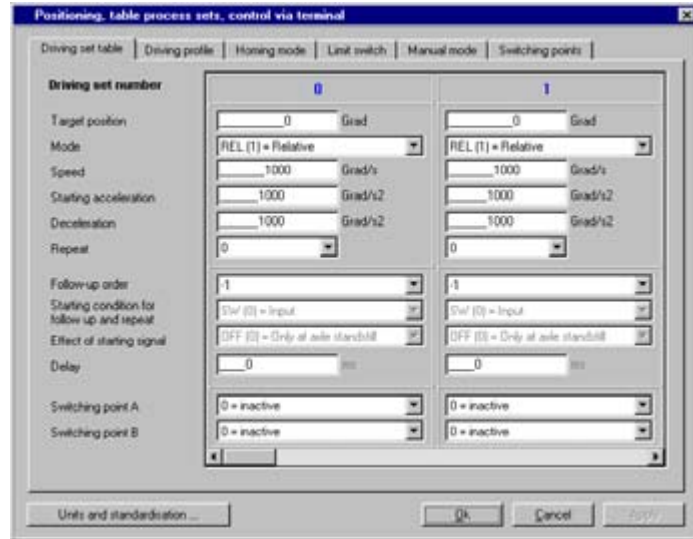 Positioning, table process sets, control via terminal
Driving set table Driving profile Homing mode Limit switch Manual mode Switching points
Driving set number 0 1
Target position 0 Grad 0 Grad
Mode REL (1) = Relative REL (1) = Relative
Speed 1000 Grad/s 1000 Grad/s
Starting acceleration 1000 Grad/s2 1000 Grad/s2
Deceleration 1000 Grad/s2 1000 Grad/s2
Repeat 0 0
Follow-up order -1 -1
Starting condition for
follow up and repeat SW (0) = Input SW (0) = Input
Effect of starting signal OFF (0) = Only at axle standstill OFF (0) = Only at axle standstill
Delay 0 ms 0 ms
Switching point A 0 = inactive 0 = inactive
Switching point B 0 = inactive 0 = inactive
Units and standardisation ... Ok Cancel Apply